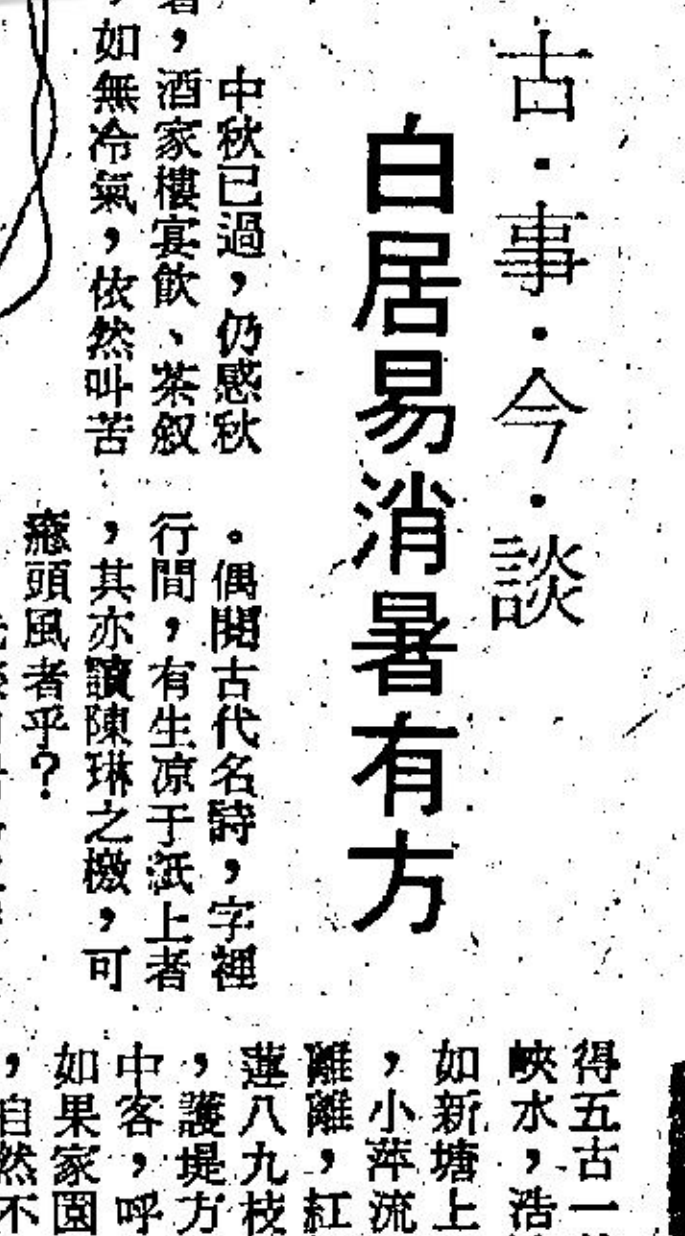 古·事·今·談
白居易消暑有方
中秋已過，仍感秋
，酒家樓宴飲、茶叙
如無冷氣，依然叫苦
。偶閱古代名詩，字裡
行間，有生凉于紙上者
，其亦讀陳琳之檄，可
癒頭風者乎？
得五古一
峽水，浩
如新塘上
，小萍流
離離，紅
蓮八九枝
，護堤方
中客，呼
如果家園
，自然不